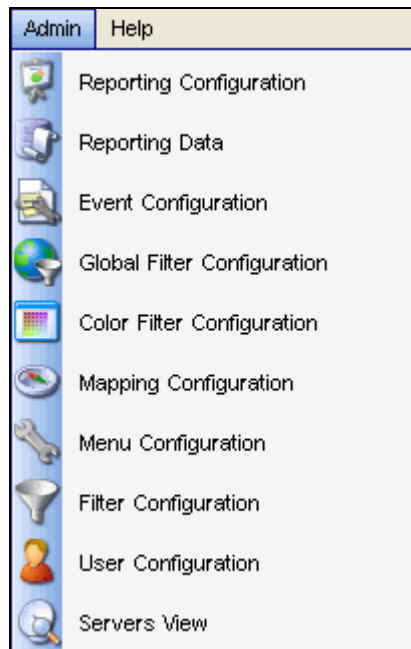 Admin Help
Reporting Configuration
Reporting Data
Event Configuration
Global Filter Configuration
Color Filter Configuration
Mapping Configuration
Menu Configuration
Filter Configuration
User Configuration
Servers View